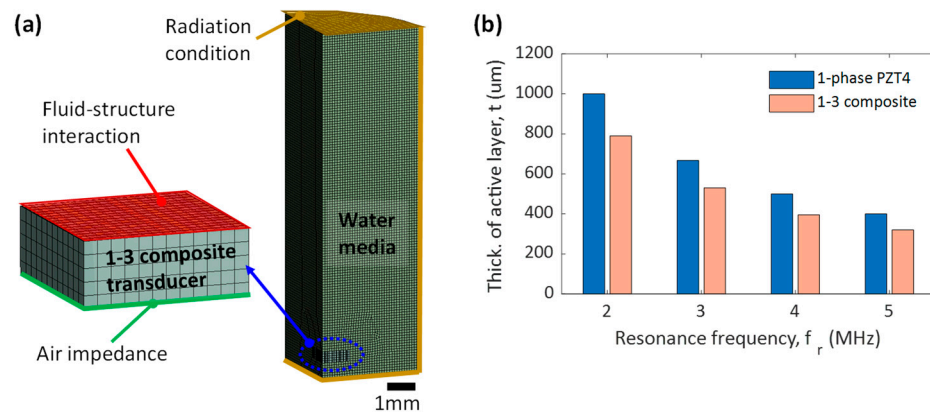 (a)
Radiation
condition
Fluid-structure
interaction
Water
media
1-3 composite
transducer
Air impedance
1mm
(b)
1200
1000
800
600
400
200
0
Thick. of active layer, t (um)
1-phase PZT4
1-3 composite
2 3 4 5
Resonance frequency, f r (MHz)